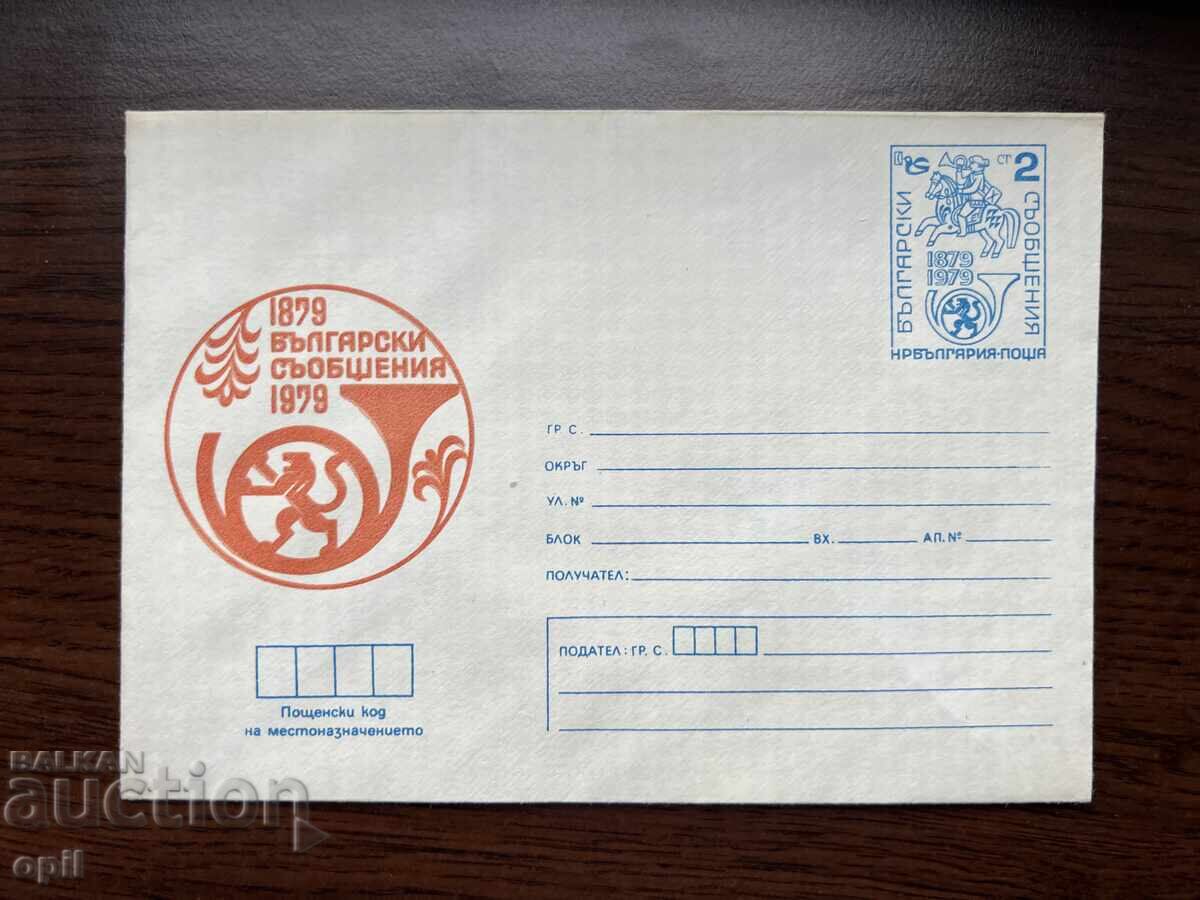 1879
БЪЛГАРСКИ
СЪОБЩЕНИЯ
1979
СТ 2
БЪЛГАРСКИ
СЪОБЩЕНИЯ
1879
1979
НРБЪЛГАРИЯ·ПОЩА
ГР. С.
ОКРЪГ
УЛ. №
БЛОК ВХ. АП. №
ПОЛУЧАТЕЛ:
ПОДАТЕЛ: ГР. С.
Пощенски код
на местоназначението
BALKAN
auction
opil